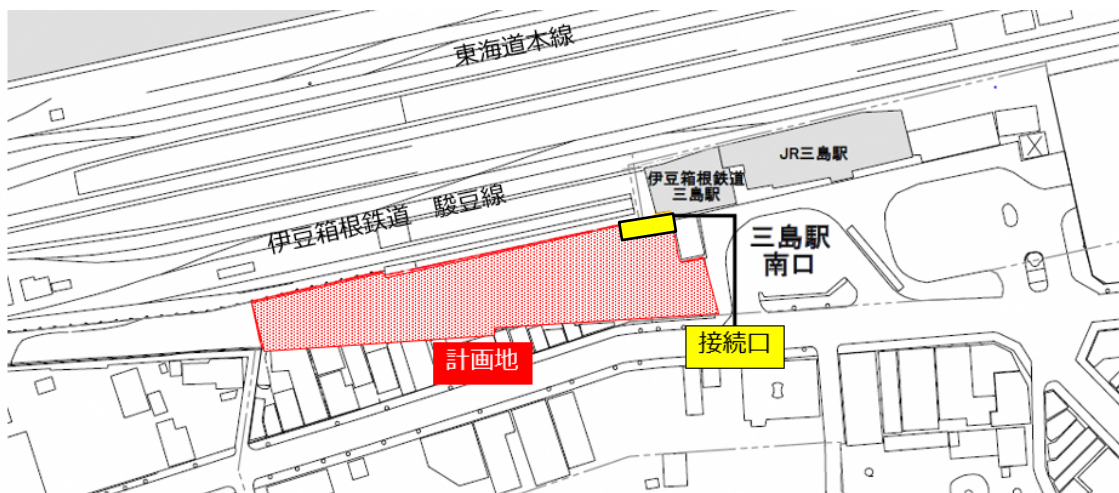 東海道本線
JR三島駅
伊豆箱根鉄道
三島駅
伊豆箱根鉄道　駿豆線
三島駅
南口
接続口
計画地